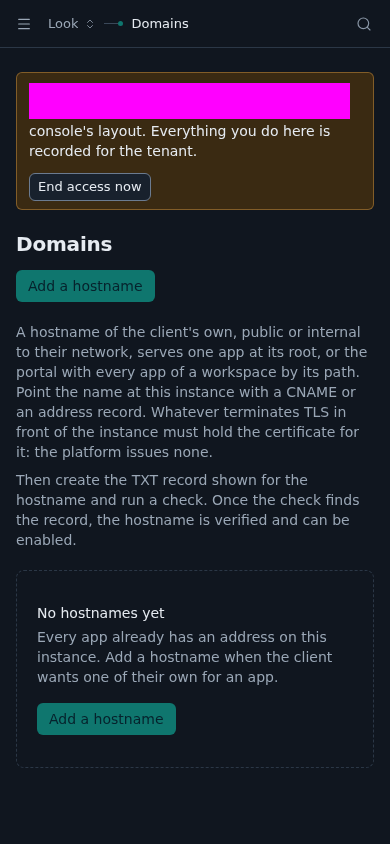 Look
Domains
console's layout. Everything you do here is
recorded for the tenant.
End access now
Domains
Add a hostname
A hostname of the client's own, public or internal
to their network, serves one app at its root, or the
portal with every app of a workspace by its path.
Point the name at this instance with a CNAME or
an address record. Whatever terminates TLS in
front of the instance must hold the certificate for
it: the platform issues none.
Then create the TXT record shown for the
hostname and run a check. Once the check finds
the record, the hostname is verified and can be
enabled.
No hostnames yet
Every app already has an address on this
instance. Add a hostname when the client
wants one of their own for an app.
Add a hostname